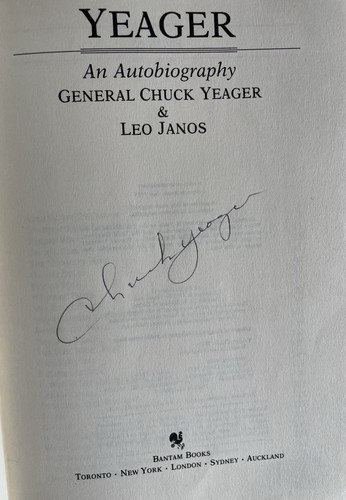 YEAGER
An Autobiography
GENERAL CHUCK YEAGER
&
LEO JANOS
Chuck Yeager
BANTAM BOOKS
TORONTO • NEW YORK • LONDON • SYDNEY • AUCKLAND